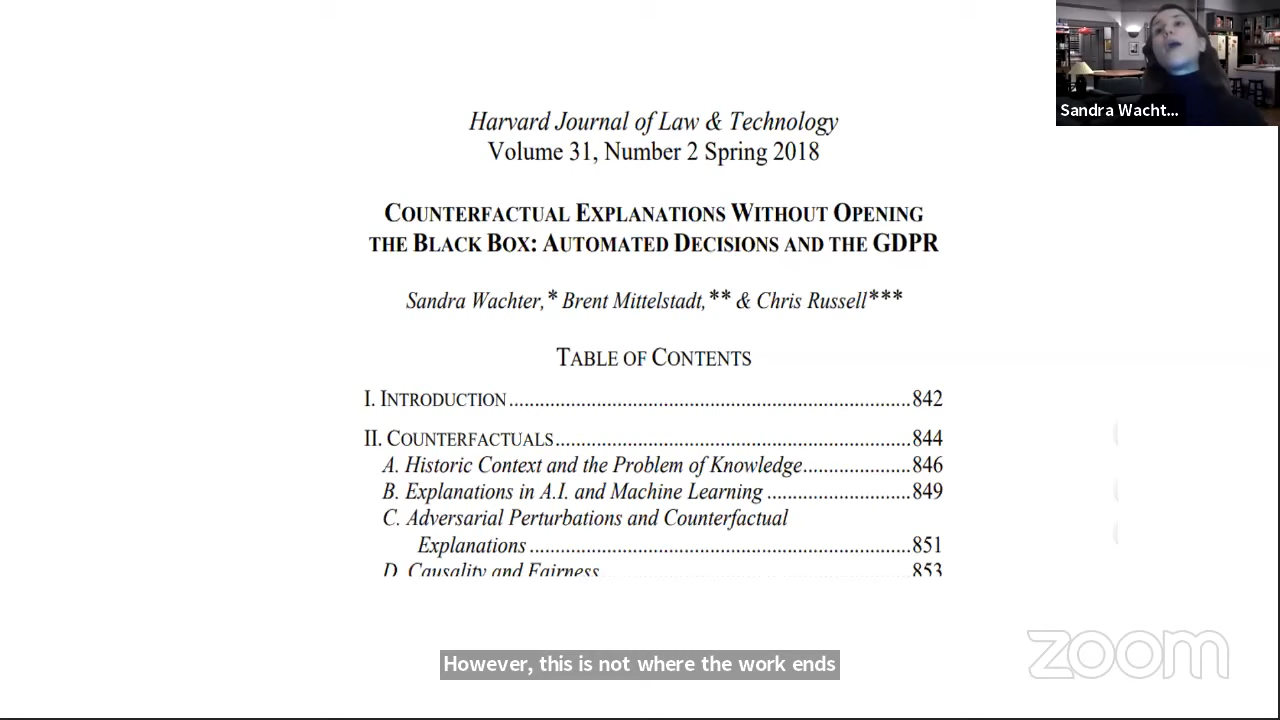 Harvard Journal of Law & Technology
Volume 31, Number 2 Spring 2018
COUNTERFACTUAL EXPLANATIONS WITHOUT OPENING
THE BLACK BOX: AUTOMATED DECISIONS AND THE GDPR
Sandra Wachter,* Brent Mittelstadt,** & Chris Russell***
TABLE OF CONTENTS
I. INTRODUCTION....................................................................................842
II. COUNTERFACTUALS..........................................................................844
A. Historic Context and the Problem of Knowledge......................846
B. Explanations in A.I. and Machine Learning ............................849
C. Adversarial Perturbations and Counterfactual
Explanations ..........................................................................851
D. Causality and Fairness..........................................................853
Sandra Wacht...
However, this is not where the work ends
zoom